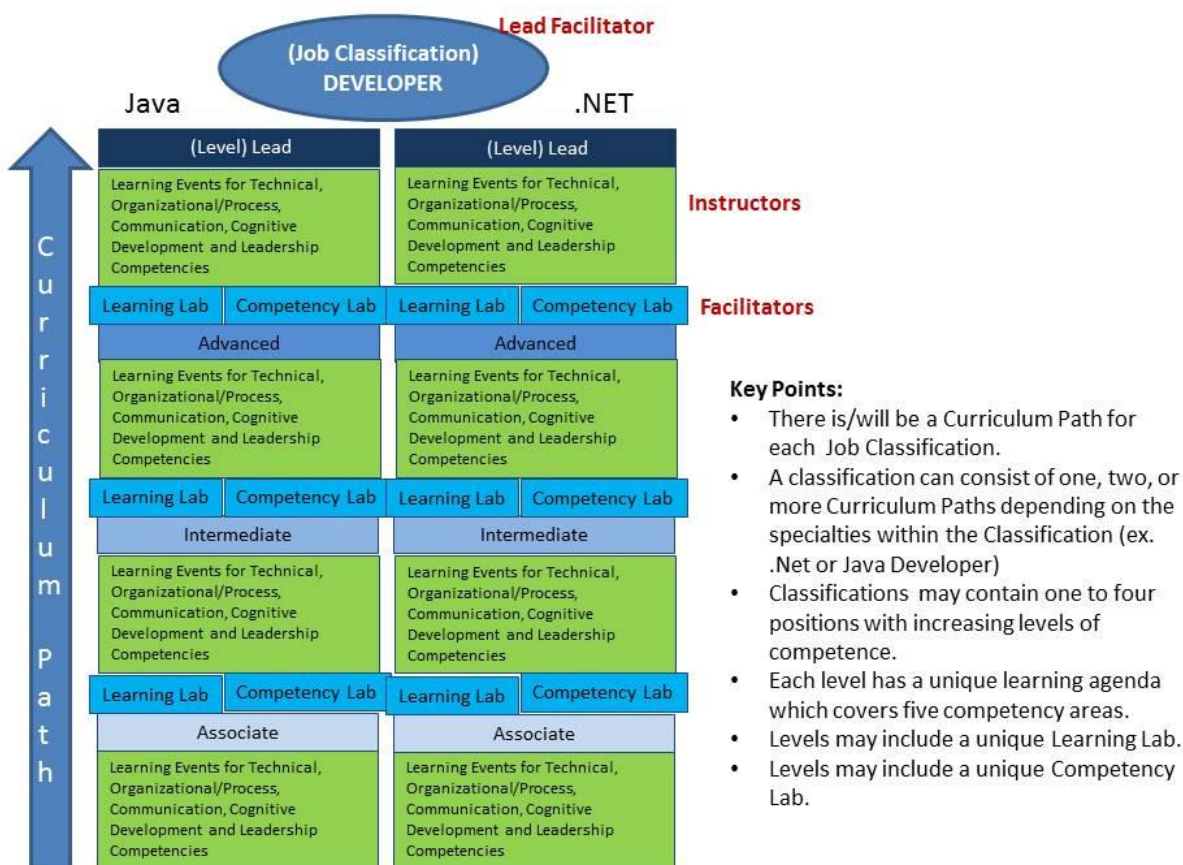 Lead Facilitator
(Job Classification)
DEVELOPER
Java
.NET
(Level) Lead
(Level) Lead
Learning Events for Technical,
Organizational/Process,
Communication, Cognitive
Development and Leadership
Competencies
Learning Events for Technical,
Organizational/Process,
Communication, Cognitive
Development and Leadership
Competencies
Instructors
Learning Lab
Competency Lab
Learning Lab
Competency Lab
Facilitators
Advanced
Advanced
Learning Events for Technical,
Organizational/Process,
Communication, Cognitive
Development and Leadership
Competencies
Learning Events for Technical,
Organizational/Process,
Communication, Cognitive
Development and Leadership
Competencies
Learning Lab
Competency Lab
Learning Lab
Competency Lab
Intermediate
Intermediate
Learning Events for Technical,
Organizational/Process,
Communication, Cognitive
Development and Leadership
Competencies
Learning Events for Technical,
Organizational/Process,
Communication, Cognitive
Development and Leadership
Competencies
Learning Lab
Competency Lab
Learning Lab
Competency Lab
Associate
Associate
Learning Events for Technical,
Organizational/Process,
Communication, Cognitive
Development and Leadership
Competencies
Learning Events for Technical,
Organizational/Process,
Communication, Cognitive
Development and Leadership
Competencies
Curriculum Path
Key Points:
• There is/will be a Curriculum Path for
each Job Classification.
• A classification can consist of one, two, or
more Curriculum Paths depending on the
specialties within the Classification (ex.
.Net or Java Developer)
• Classifications may contain one to four
positions with increasing levels of
competence.
• Each level has a unique learning agenda
which covers five competency areas.
• Levels may include a unique Learning Lab.
• Levels may include a unique Competency
Lab.